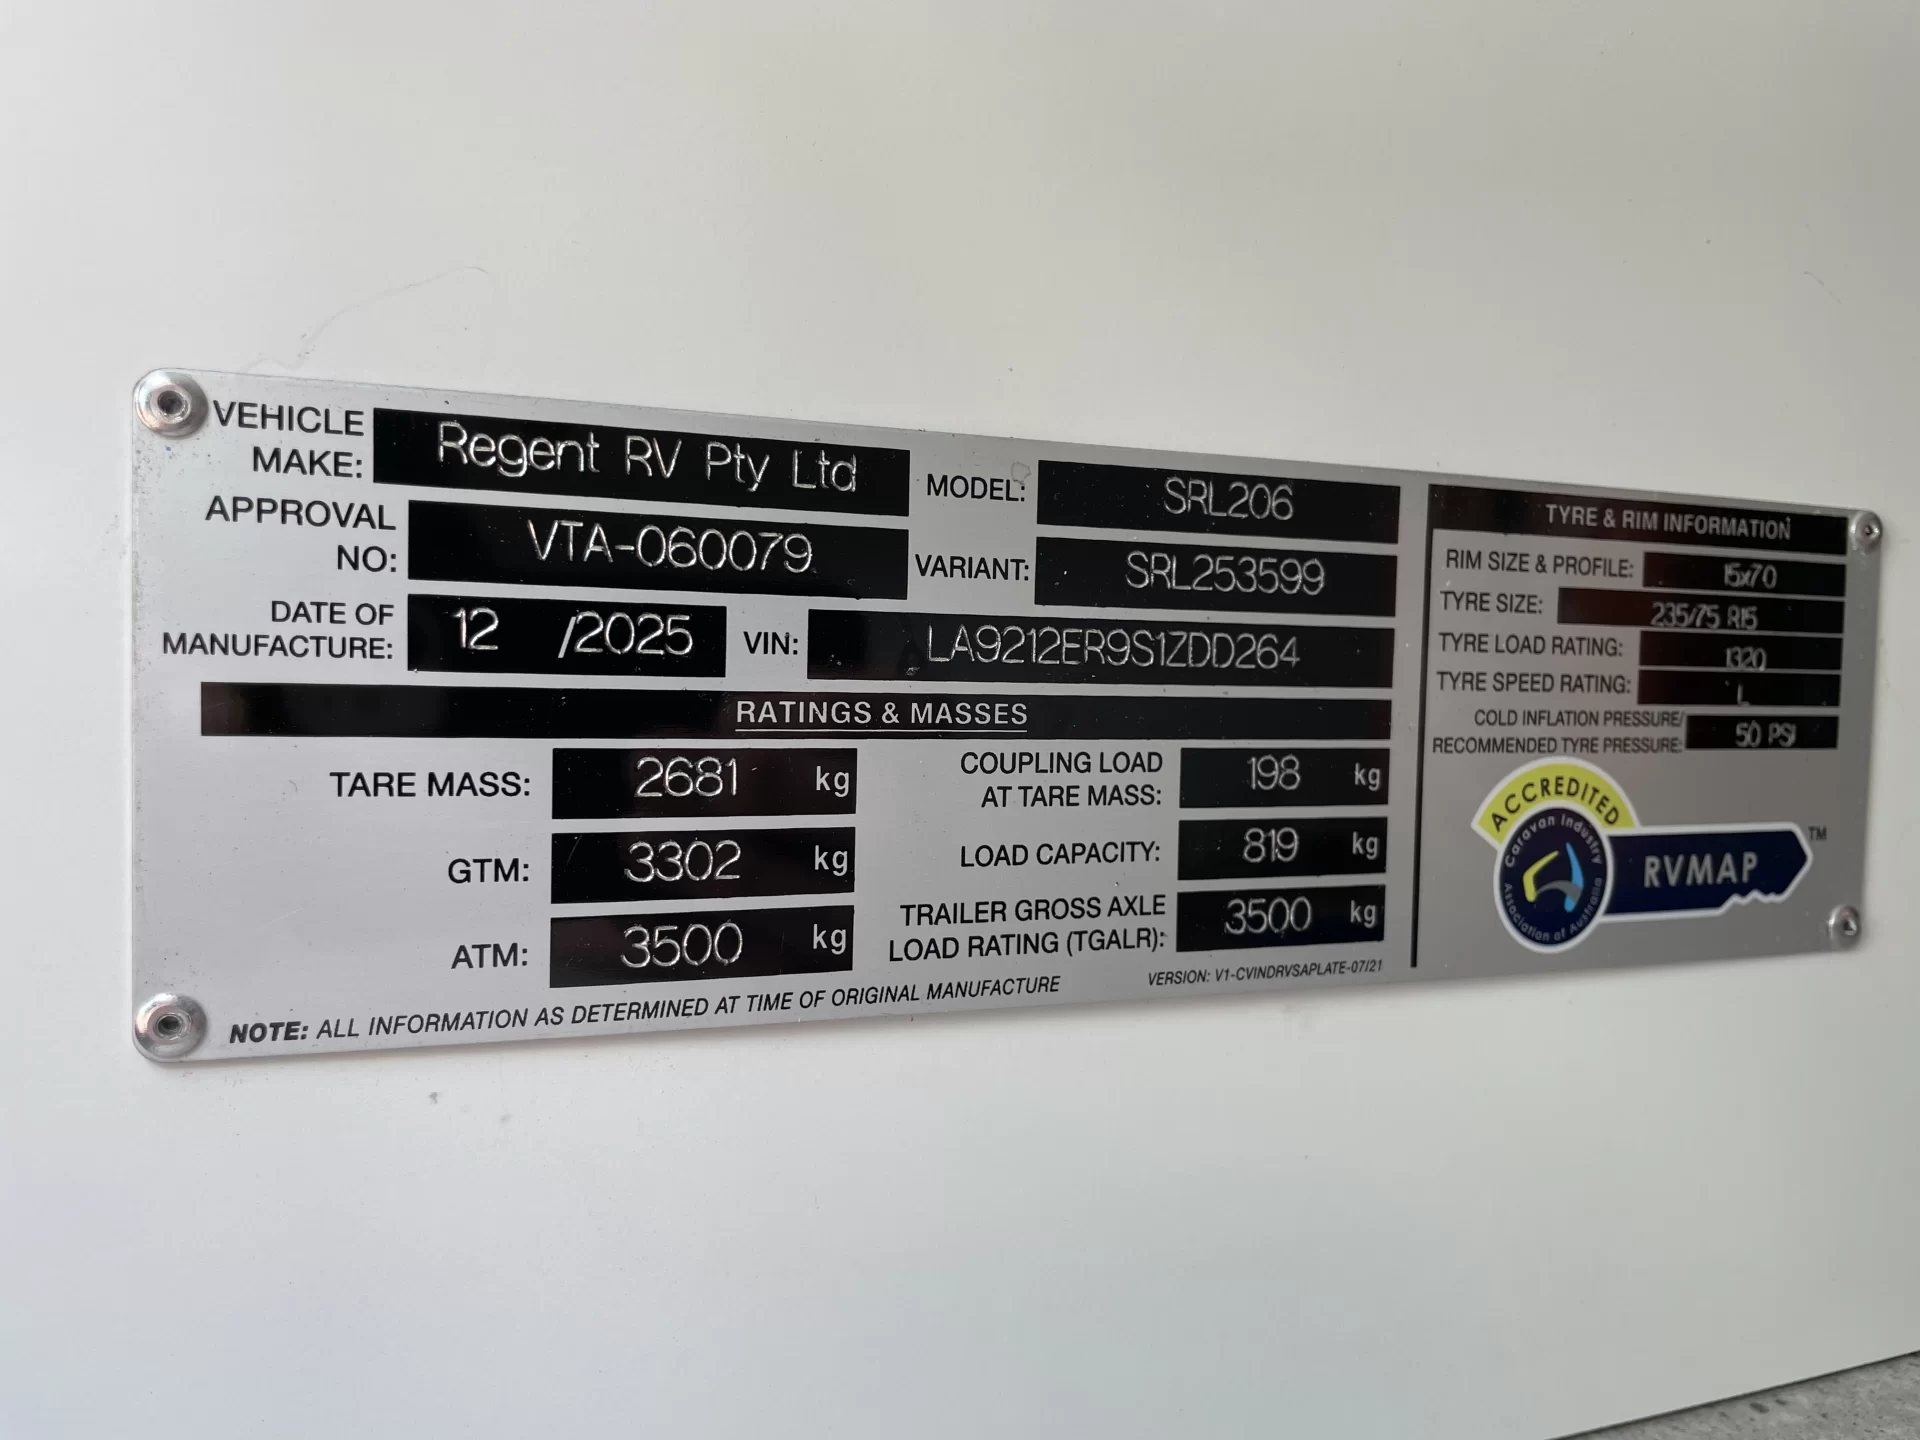 VEHICLE MAKE: Regent RV Pty Ltd MODEL: SRL206
APPROVAL NO: VTA-060079 VARIANT: SRL253599
DATE OF MANUFACTURE: 12 /2025 VIN: LA9212ER9S1ZDD264
RATINGS & MASSES
TARE MASS: 2681 kg COUPLING LOAD AT TARE MASS: 198 kg
GTM: 3302 kg LOAD CAPACITY: 819 kg
ATM: 3500 kg TRAILER GROSS AXLE LOAD RATING (TGALR): 3500 kg
NOTE: ALL INFORMATION AS DETERMINED AT TIME OF ORIGINAL MANUFACTURE VERSION: V1-CVINDRVSAPLATE-07/21
TYRE & RIM INFORMATION
RIM SIZE & PROFILE: 15x70
TYRE SIZE: 235/75 R15
TYRE LOAD RATING: 1320
TYRE SPEED RATING: L
COLD INFLATION PRESSURE/
RECOMMENDED TYRE PRESSURE: 50 PSI
ACCREDITED
Caravan Industry Association of Australia
RVMAP TM